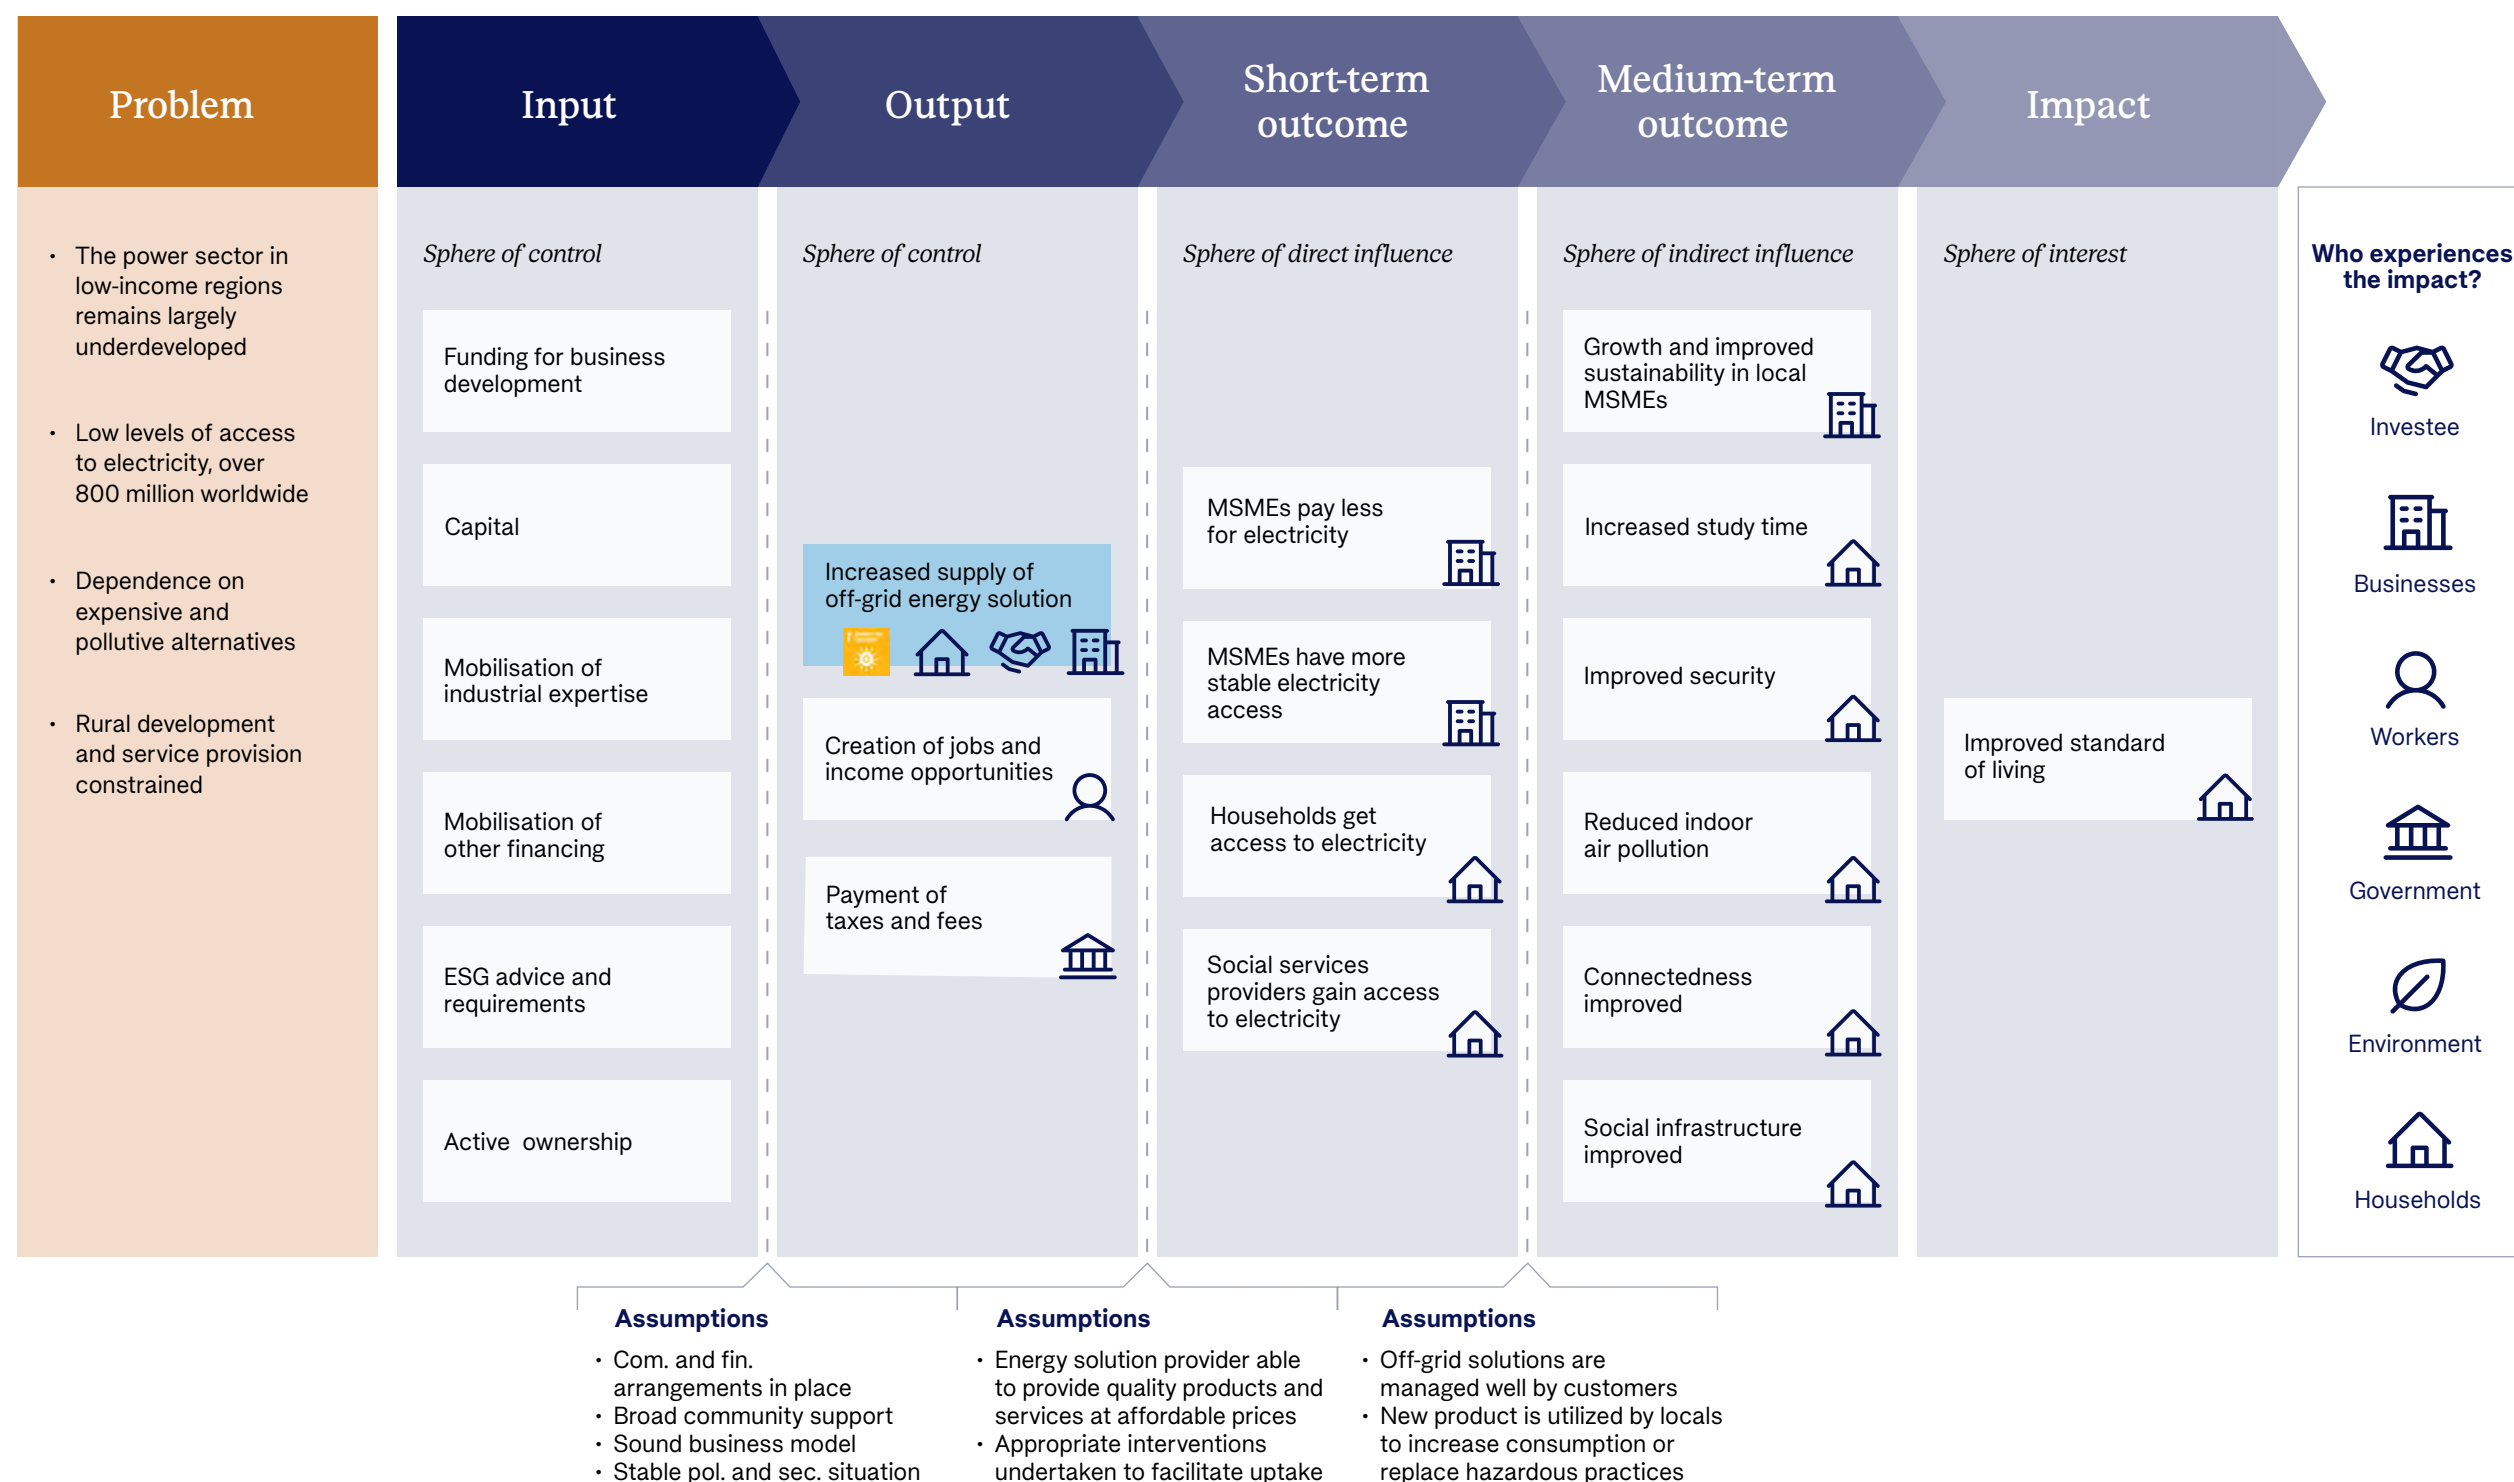 Problem
Input
Output
Short-term
outcome
Medium-term
outcome
Impact
• The power sector in
low-income regions
remains largely
underdeveloped
• Low levels of access
to electricity, over
800 million worldwide
• Dependence on
expensive and
pollutive alternatives
• Rural development
and service provision
constrained
Sphere of control
Funding for business
development
Capital
Mobilisation of
industrial expertise
Mobilisation of
other financing
ESG advice and
requirements
Active ownership
Sphere of control
Increased supply of
off-grid energy solution
Creation of jobs and
income opportunities
Payment of
taxes and fees
Sphere of direct influence
MSMEs pay less
for electricity
MSMEs have more
stable electricity
access
Households get
access to electricity
Social services
providers gain access
to electricity
Sphere of indirect influence
Growth and improved
sustainability in local
MSMEs
Increased study time
Improved security
Reduced indoor
air pollution
Connectedness
improved
Social infrastructure
improved
Sphere of interest
Improved standard
of living
Who experiences
the impact?
Investee
Businesses
Workers
Government
Environment
Households
Assumptions
• Com. and fin.
arrangements in place
• Broad community support
• Sound business model
• Stable pol. and sec. situation
Assumptions
• Energy solution provider able
to provide quality products and
services at affordable prices
• Appropriate interventions
undertaken to facilitate uptake
Assumptions
• Off-grid solutions are
managed well by customers
• New product is utilized by locals
to increase consumption or
replace hazardous practices